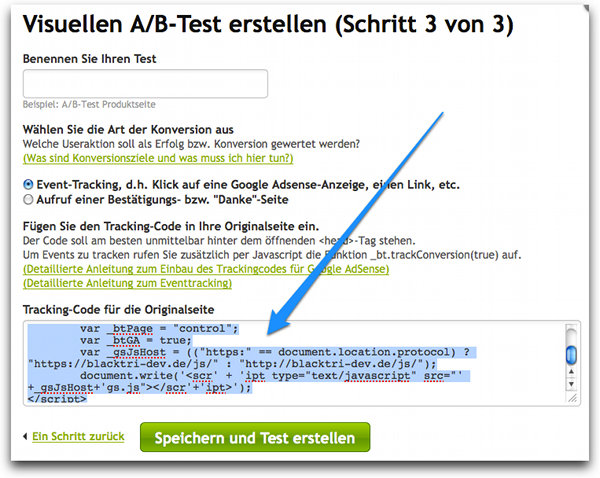 Visuellen A/B-Test erstellen (Schritt 3 von 3)
Benennen Sie Ihren Test
Beispiel: A/B-Test Produktseite
Wählen Sie die Art der Konversion aus
Welche Useraktion soll als Erfolg bzw. Konversion gewertet werden?
(Was sind Konversionsziele und was muss ich hier tun?)
Event-Tracking, d.h. Klick auf eine Google Adsense-Anzeige, einen Link, etc.
Aufruf einer Bestätigungs- bzw. "Danke"-Seite
Fügen Sie den Tracking-Code in Ihre Originalseite ein.
Der Code soll am besten unmittelbar hinter dem öffnenden <head>-Tag stehen.
Um Events zu tracken rufen Sie zusätzlich per Javascript die Funktion _bt.trackConversion(true) auf.
(Detaillierte Anleitung zum Einbau des Trackingcodes für Google AdSense)
(Detaillierte Anleitung zum Eventtracking)
Tracking-Code für die Originalseite
var _btPage = "control";
var _btGA = true;
var _gsJsHost = (("https:" == document.location.protocol) ?
"https://blacktri-dev.de/js/" : "http://blacktri-dev.de/js/");
document.write('<scr' + 'ipt type="text/javascript" src="'
+_gsJsHost+'gs.js"></scr'+'ipt>');
</script>
Ein Schritt zurück
Speichern und Test erstellen